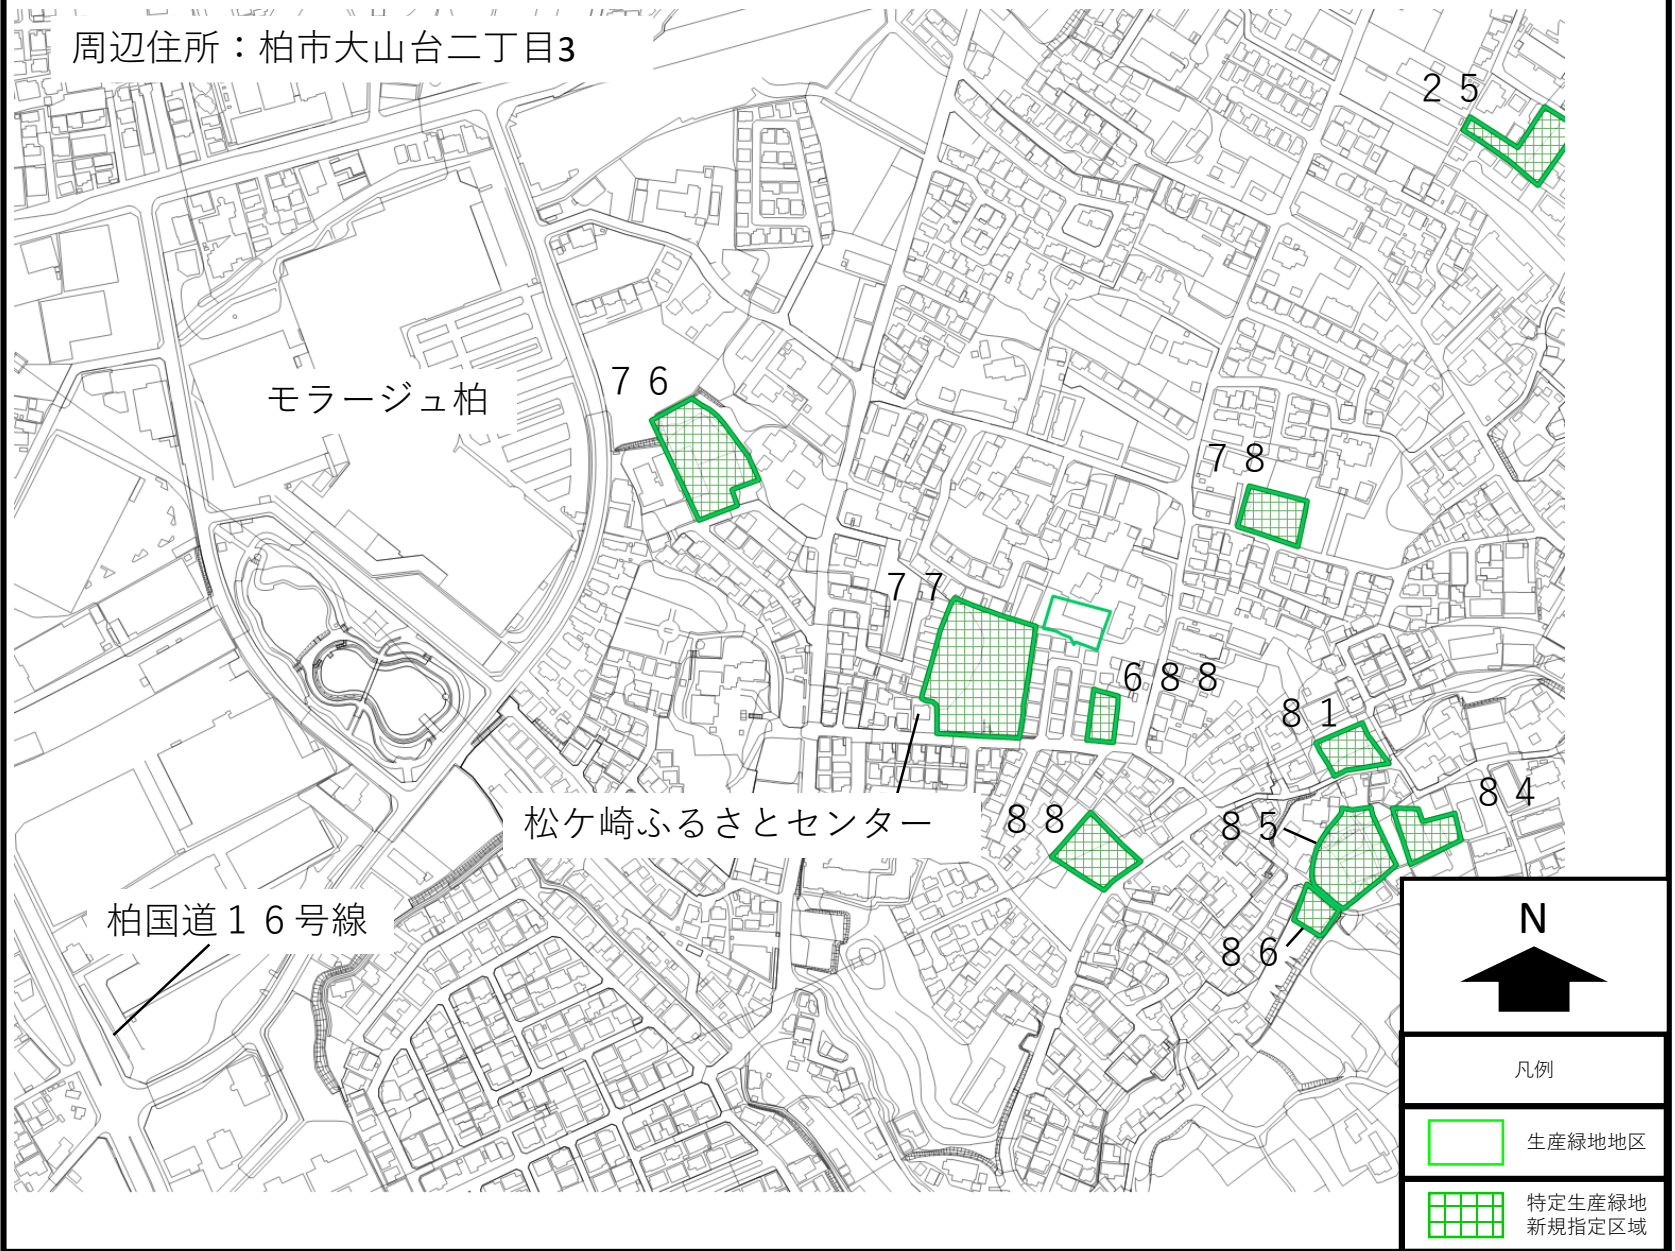 周辺住所：柏市大山台二丁目3
２５
７６
モラージュ柏
７８
７７
６８８
８１
８４
松ケ崎ふるさとセンター
８８
８５
柏国道１６号線
８６
N
凡例
生産緑地地区
特定生産緑地
新規指定区域